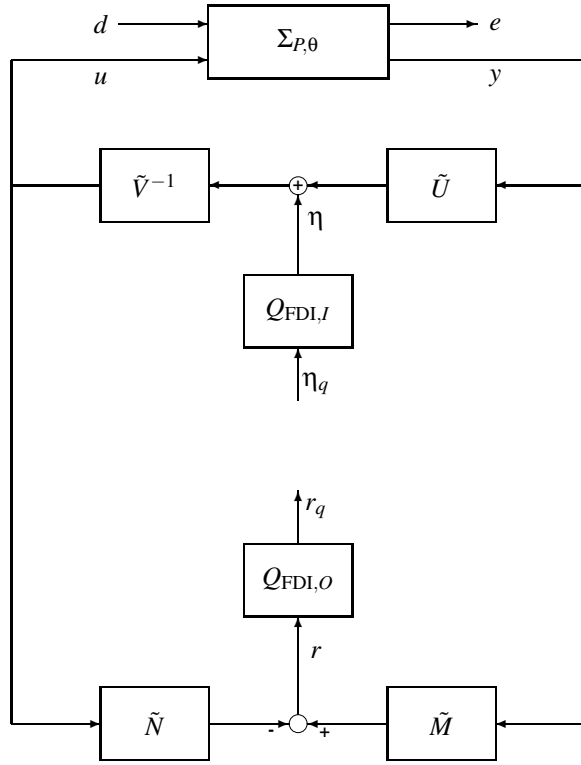 d Σ_{P,θ} e
u y
Ṽ^{−1} + Ũ
η
Q_{FDI,I}
η_q
r_q
Q_{FDI,O}
r
Ñ - + M̃